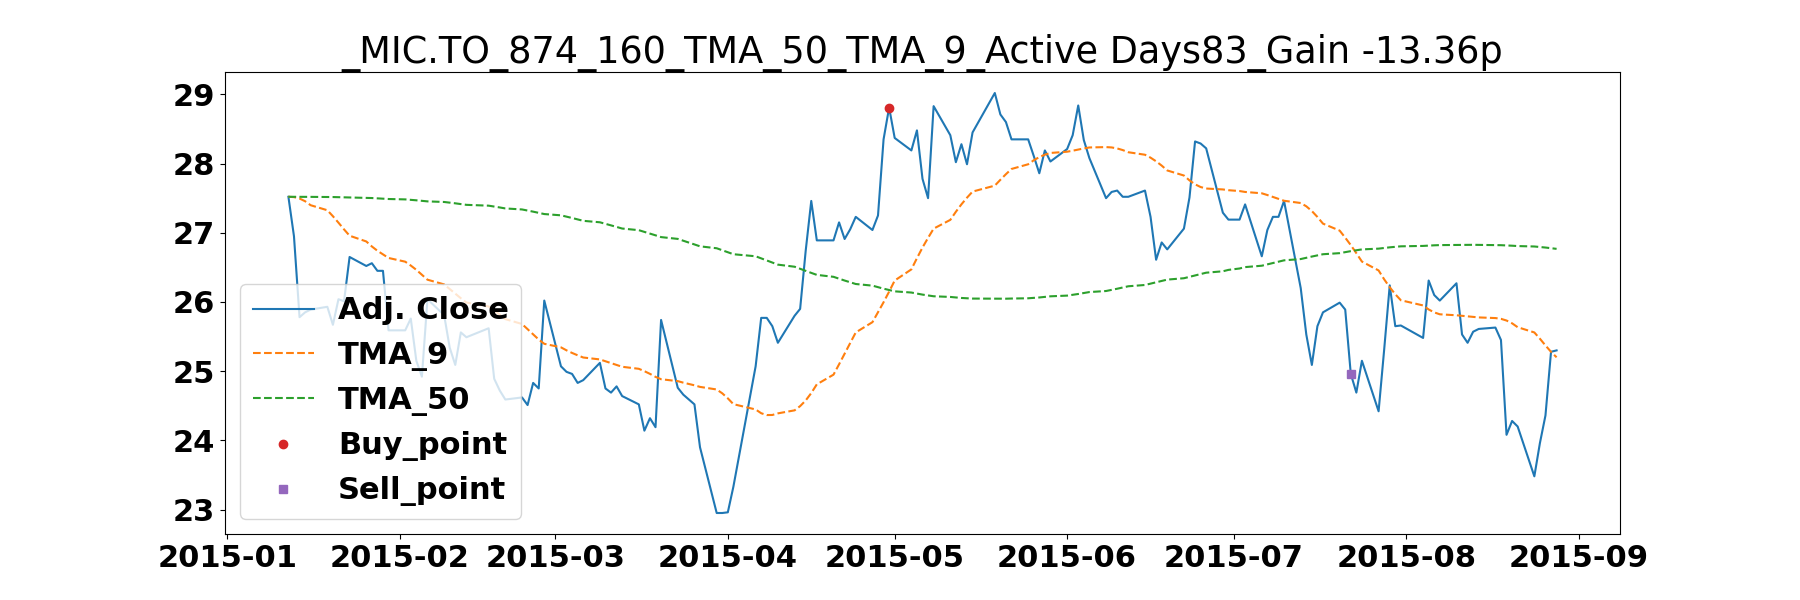 _MIC.TO_874_160_TMA_50_TMA_9_Active Days83_Gain -13.36p
29
28
27
26
25
24
23
Adj. Close
TMA_9
TMA_50
Buy_point
Sell_point
2015-01 2015-02 2015-03 2015-04 2015-05 2015-06 2015-07 2015-08 2015-09